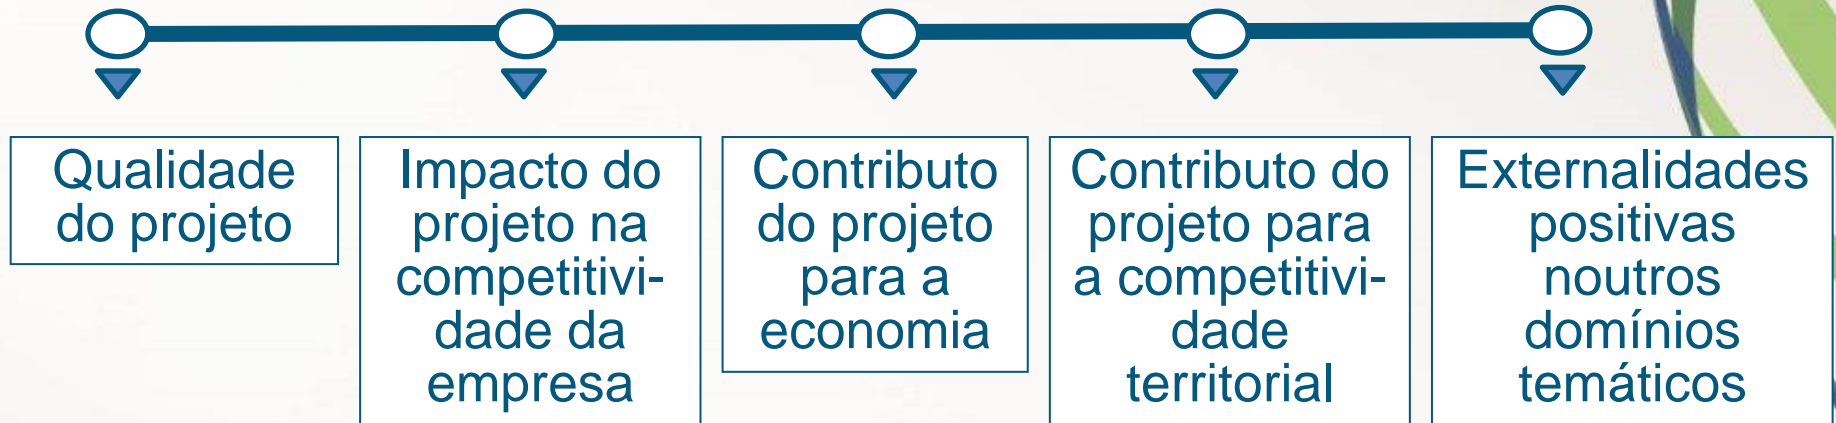 Qualidade
do projeto
Impacto do
projeto na
competitivi-
dade da
empresa
Contributo
do projeto
para a
economia
Contributo do
projeto para
a competitivi-
dade
territorial
Externalidades
positivas
noutros
domínios
temáticos